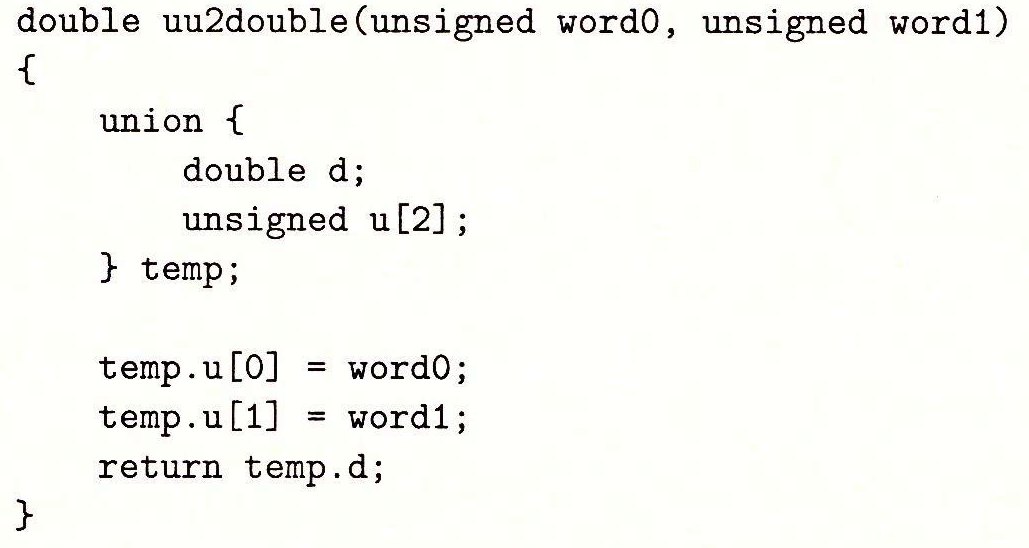 double uu2double(unsigned word0, unsigned word1)
{
    union {
        double d;
        unsigned u[2];
    } temp;

    temp.u[0] = word0;
    temp.u[1] = word1;
    return temp.d;
}